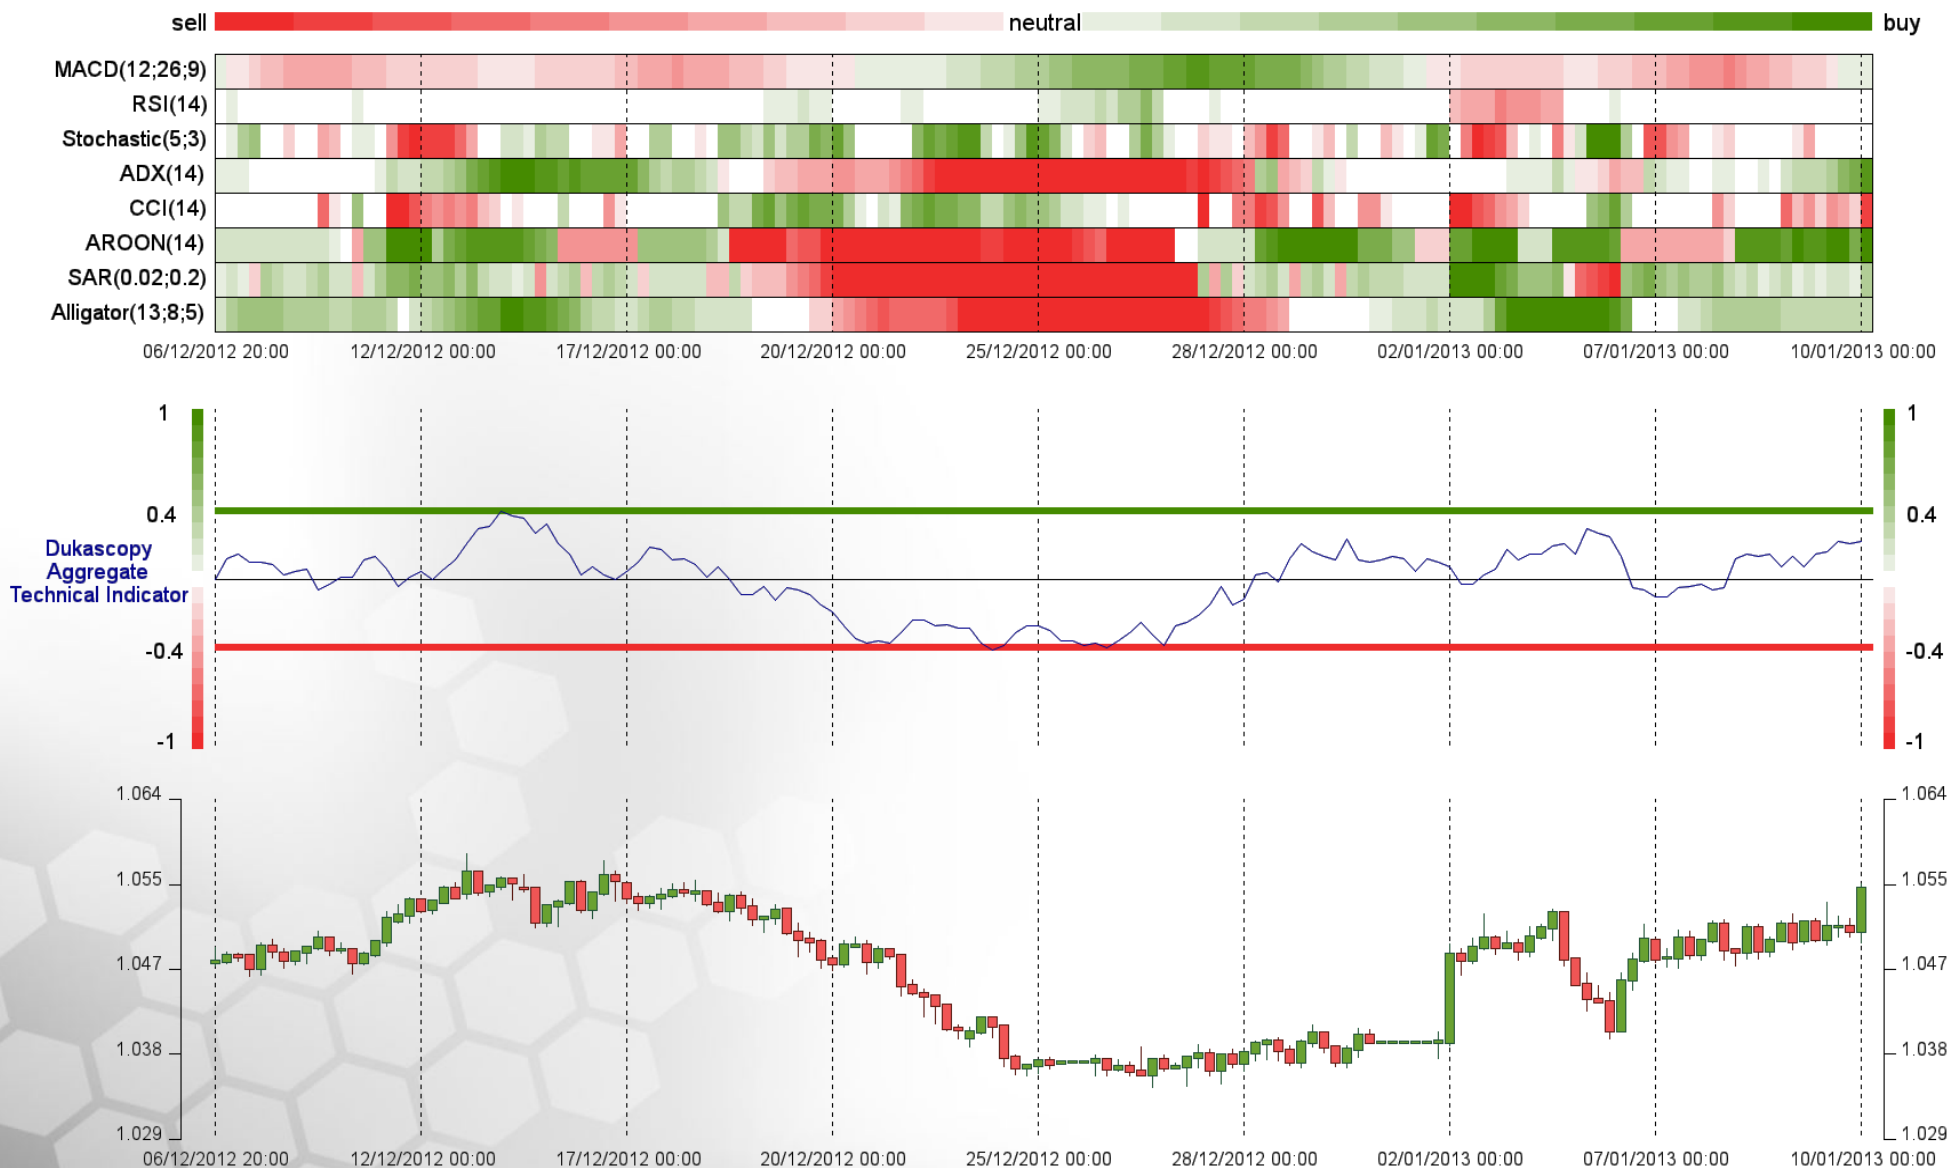 sell neutral buy
MACD(12;26;9)
RSI(14)
Stochastic(5;3)
ADX(14)
CCI(14)
AROON(14)
SAR(0.02;0.2)
Alligator(13;8;5)
06/12/2012 20:00 12/12/2012 00:00 17/12/2012 00:00 20/12/2012 00:00 25/12/2012 00:00 28/12/2012 00:00 02/01/2013 00:00 07/01/2013 00:00 10/01/2013 00:00
1 1
0.4 0.4
Dukascopy
Aggregate
Technical Indicator
-0.4 -0.4
-1 -1
1.064 1.064
1.055 1.055
1.047 1.047
1.038 1.038
1.029 1.029
06/12/2012 20:00 12/12/2012 00:00 17/12/2012 00:00 20/12/2012 00:00 25/12/2012 00:00 28/12/2012 00:00 02/01/2013 00:00 07/01/2013 00:00 10/01/2013 00:00